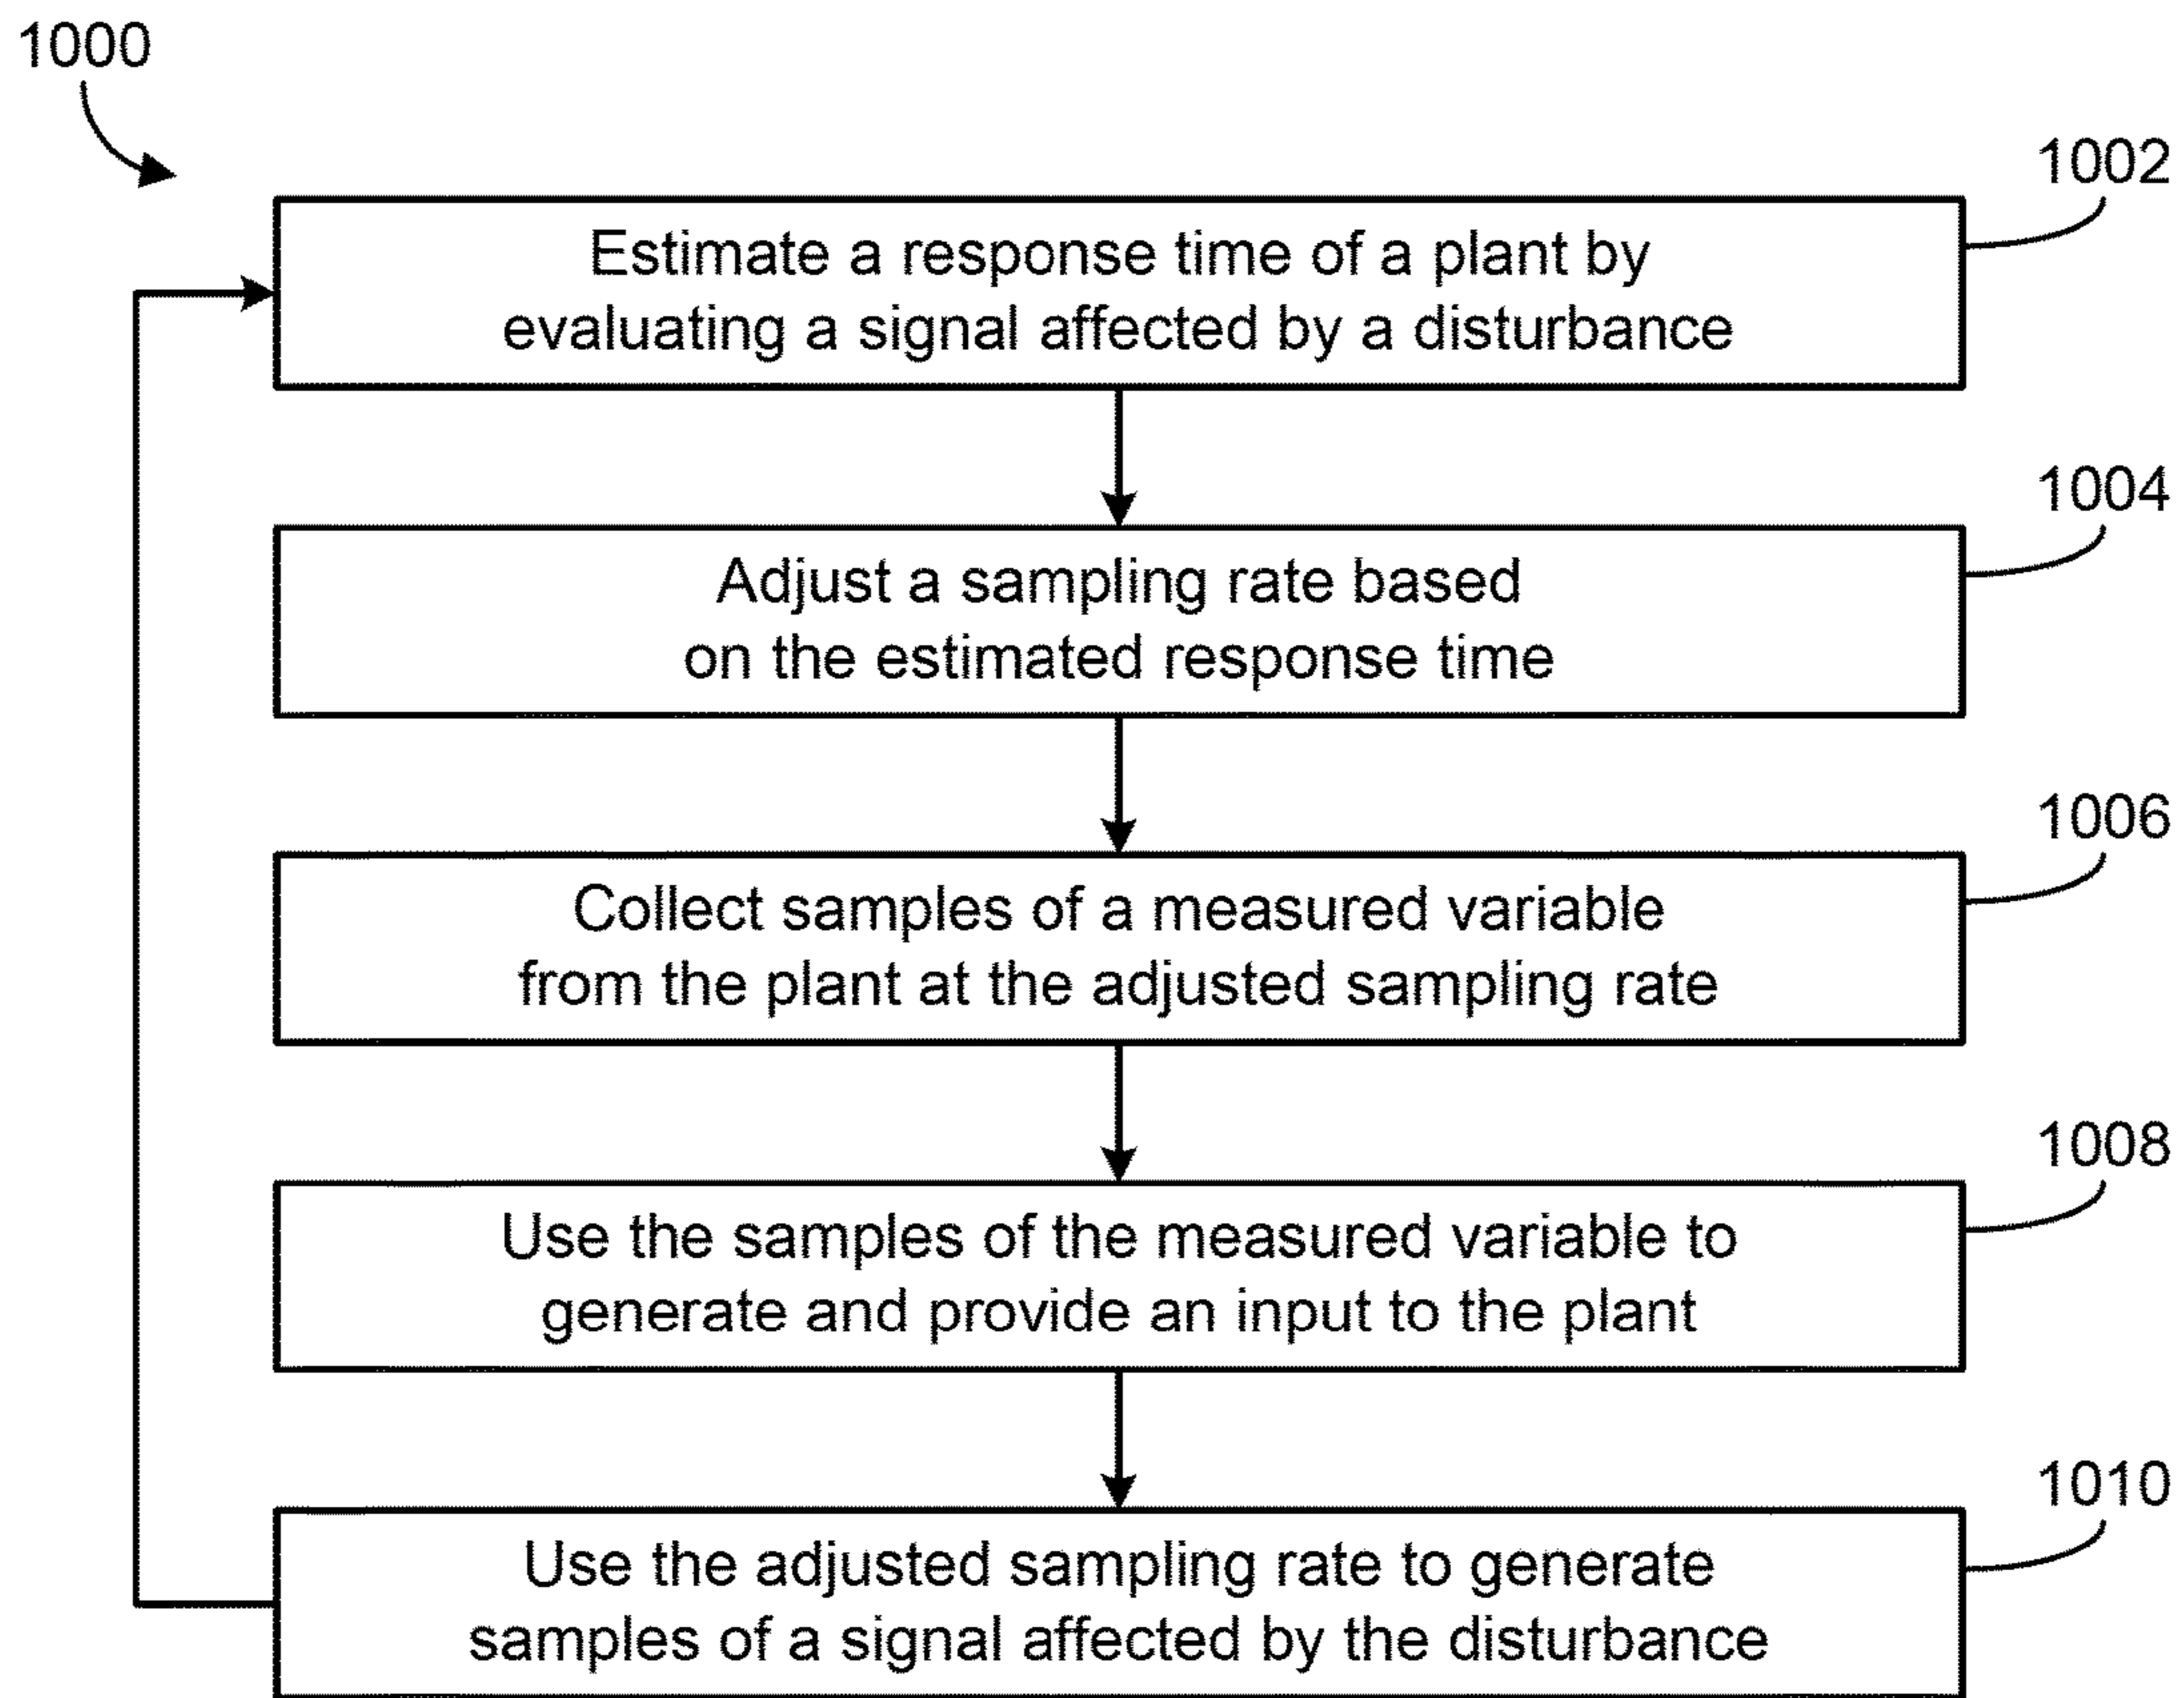 1000
1002
Estimate a response time of a plant by
evaluating a signal affected by a disturbance
1004
Adjust a sampling rate based
on the estimated response time
1006
Collect samples of a measured variable
from the plant at the adjusted sampling rate
1008
Use the samples of the measured variable to
generate and provide an input to the plant
1010
Use the adjusted sampling rate to generate
samples of a signal affected by the disturbance